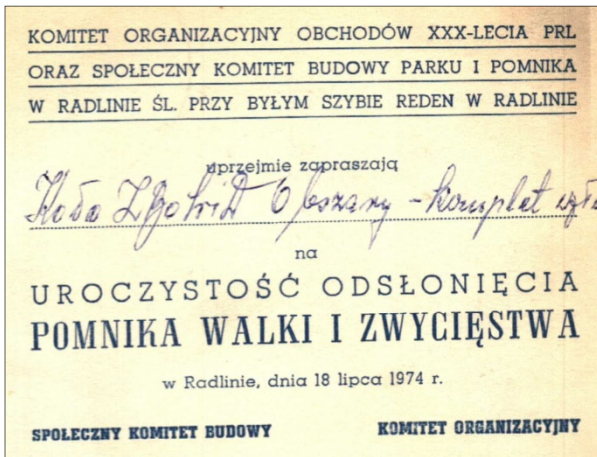 KOMITET ORGANIZACYJNY OBCHODÓW XXX-LECIA PRL
ORAZ SPOŁECZNY KOMITET BUDOWY PARKU I POMNIKA
W RADLINIE ŚL. PRZY BYŁYM SZYBIE REDEN W RADLINIE
uprzejmie zapraszają
Koło ZBoWiD Obszary - komplet
na
UROCZYSTOŚĆ ODSŁONIĘCIA
POMNIKA WALKI I ZWYCIĘSTWA
w Radlinie, dnia 18 lipca 1974 r.
SPOŁECZNY KOMITET BUDOWY KOMITET ORGANIZACYJNY